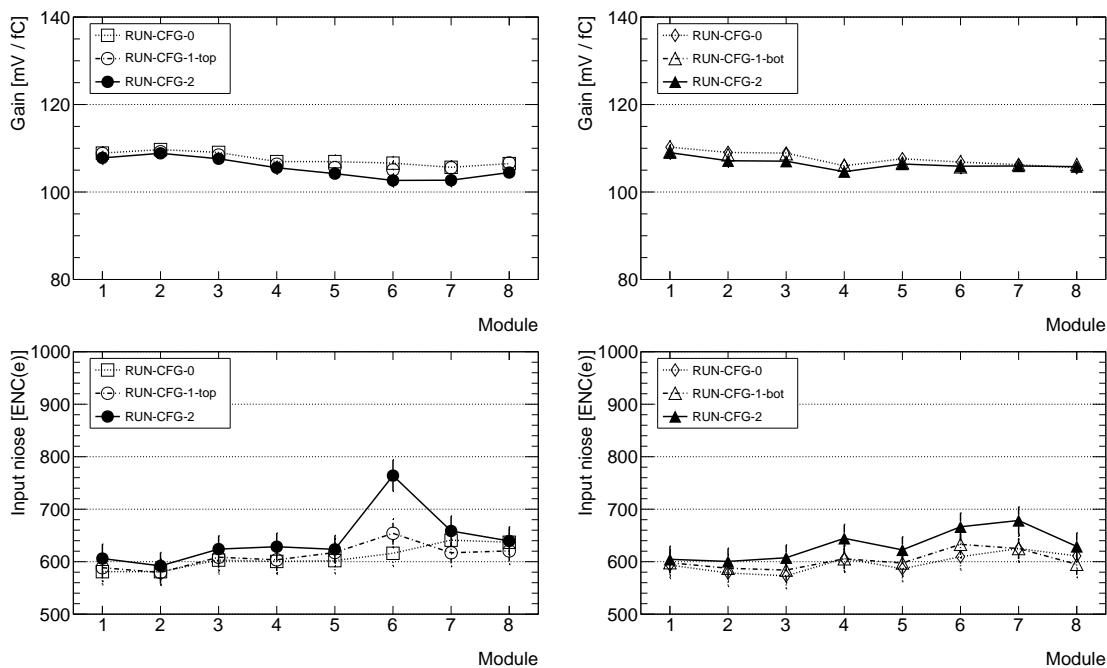 Gain [mV / fC]
140
120
100
80
RUN-CFG-0
RUN-CFG-1-top
RUN-CFG-2
1 2 3 4 5 6 7 8
Module
Gain [mV / fC]
140
120
100
80
RUN-CFG-0
RUN-CFG-1-bot
RUN-CFG-2
1 2 3 4 5 6 7 8
Module
Input niose [ENC(e)]
1000
900
800
700
600
500
RUN-CFG-0
RUN-CFG-1-top
RUN-CFG-2
1 2 3 4 5 6 7 8
Module
Input niose [ENC(e)]
1000
900
800
700
600
500
RUN-CFG-0
RUN-CFG-1-bot
RUN-CFG-2
1 2 3 4 5 6 7 8
Module